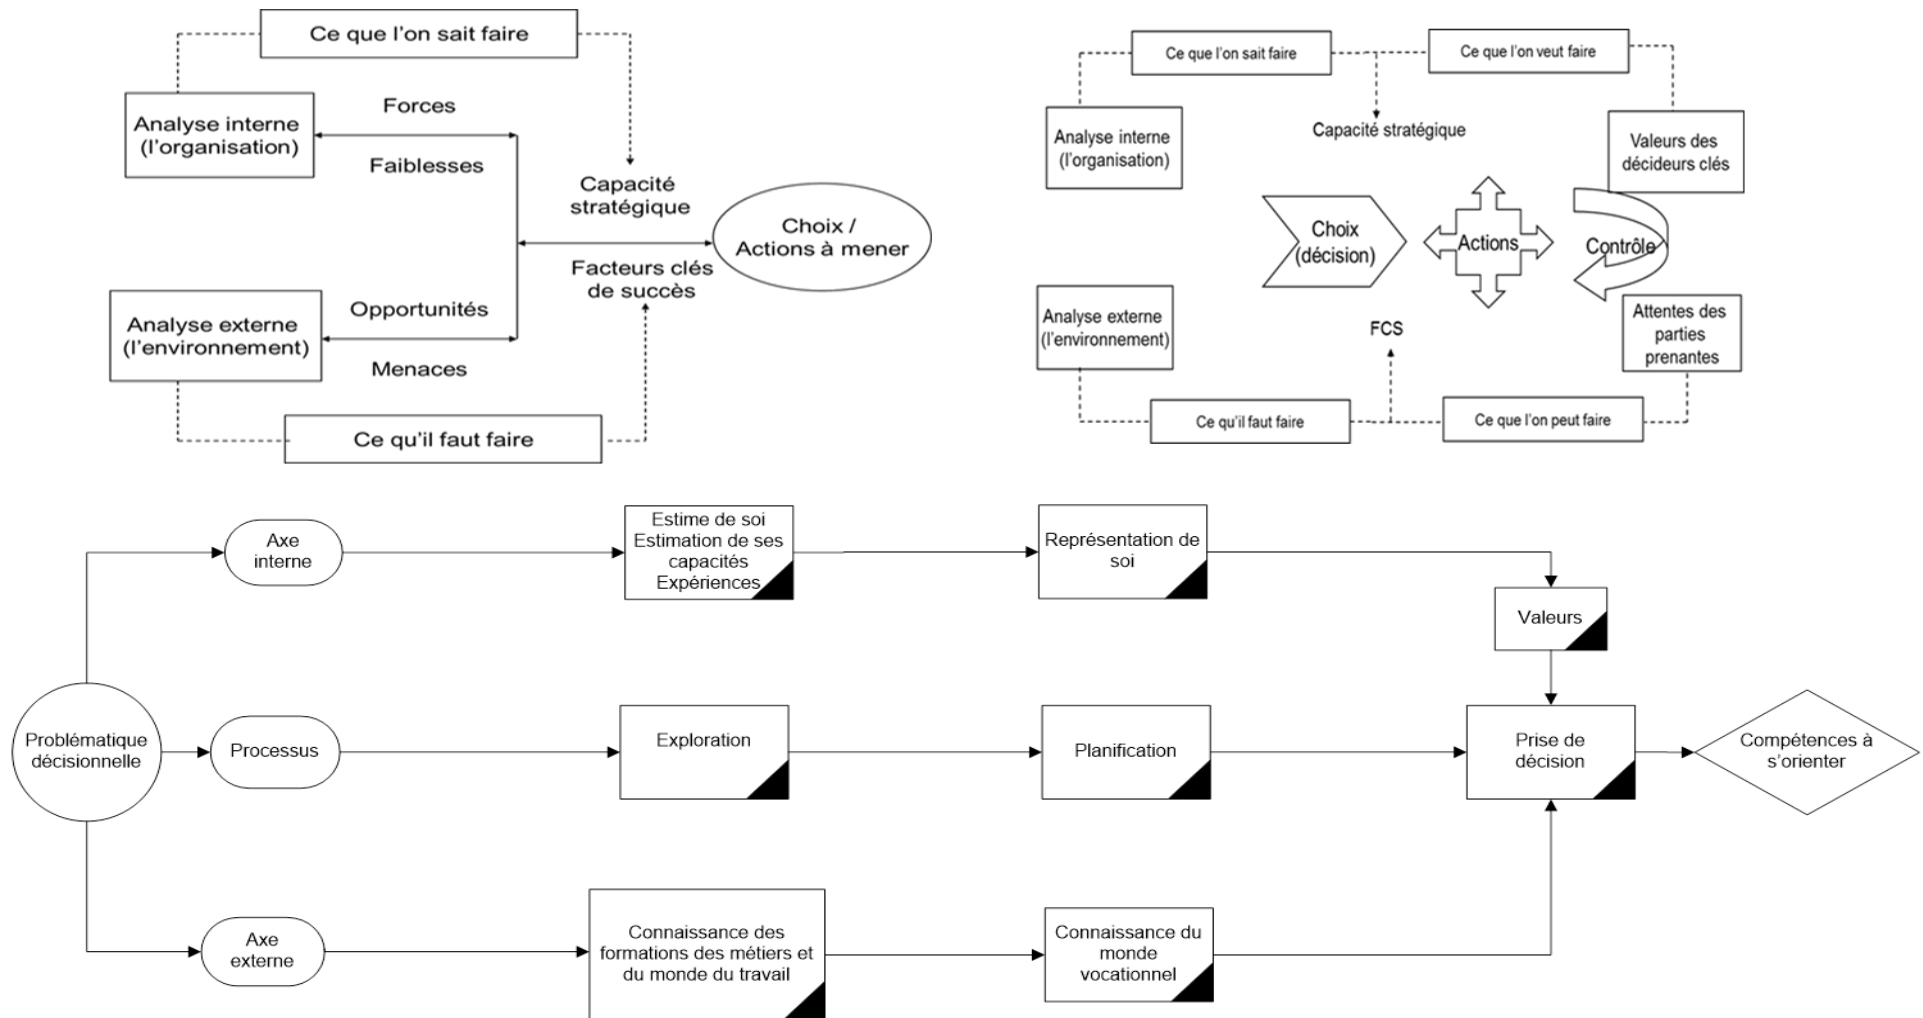 Ce que l'on sait faire
Forces
Analyse interne
(l'organisation)
Faiblesses
Capacité
stratégique
Choix /
Actions à mener
Facteurs clés
de succès
Opportunités
Analyse externe
(l'environnement)
Menaces
Ce qu'il faut faire
Ce que l'on sait faire
Ce que l'on veut faire
Analyse interne
(l'organisation)
Capacité stratégique
Valeurs des
décideurs clés
Choix
(décision)
Actions
Contrôle
Analyse externe
(l'environnement)
FCS
Attentes des
parties
prenantes
Ce qu'il faut faire
Ce que l'on peut faire
Axe
interne
Estime de soi
Estimation de ses
capacités
Expériences
Représentation de
soi
Valeurs
Problématique
décisionnelle
Processus
Exploration
Planification
Prise de
décision
Compétences à
s'orienter
Axe
externe
Connaissance des
formations des métiers et
du monde du travail
Connaissance du
monde
vocationnel